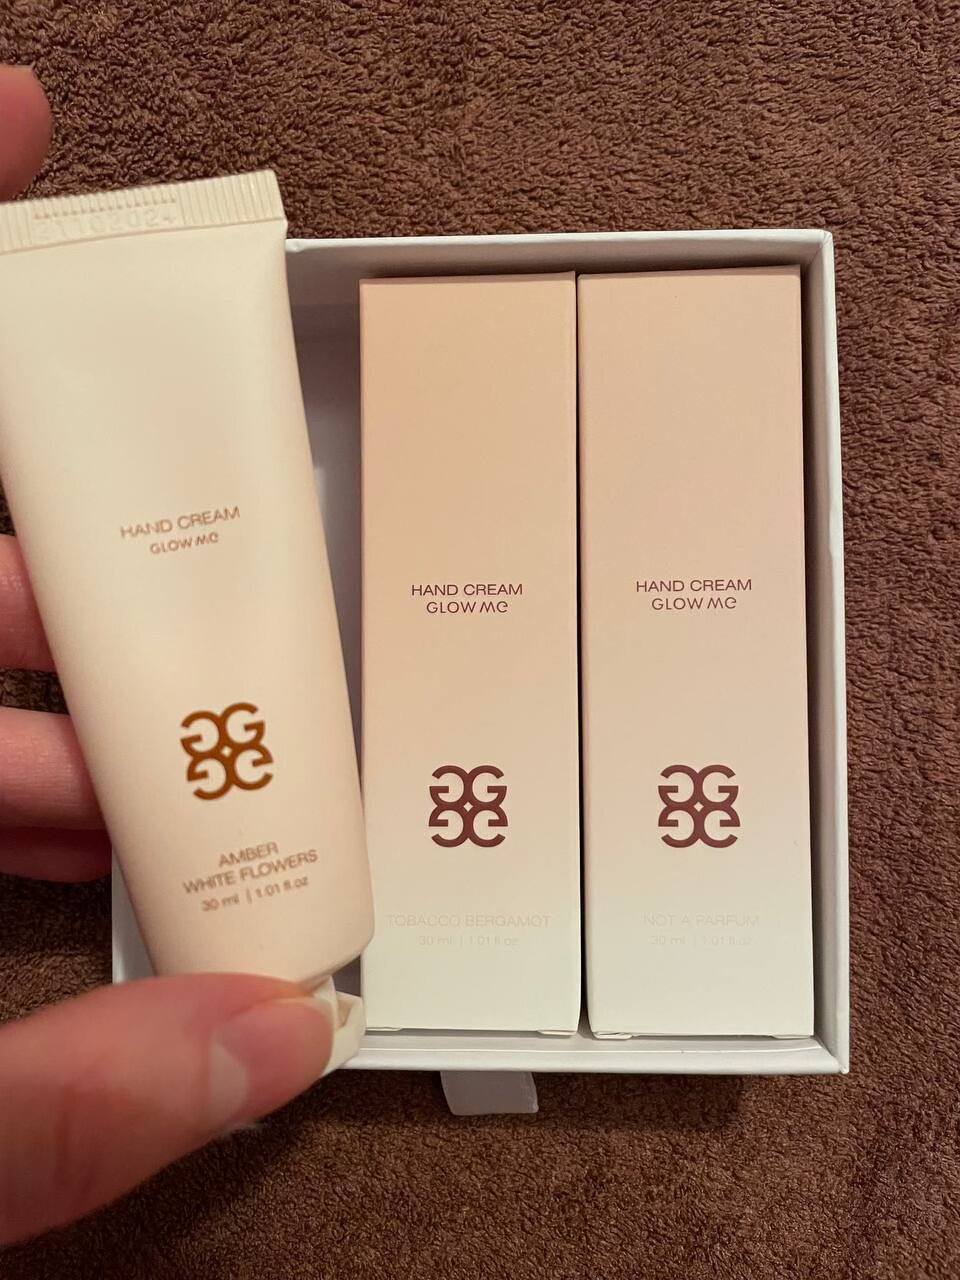 HAND CREAM
GLOW Me
AMBER
WHITE FLOWERS
30 ml | 1.01 fl.oz
HAND CREAM
GLOW Me
TOBACCO BERGAMOT
30 ml | 1.01 fl.oz
HAND CREAM
GLOW Me
NOT A PARFUM
30 ml | 1.01 fl.oz